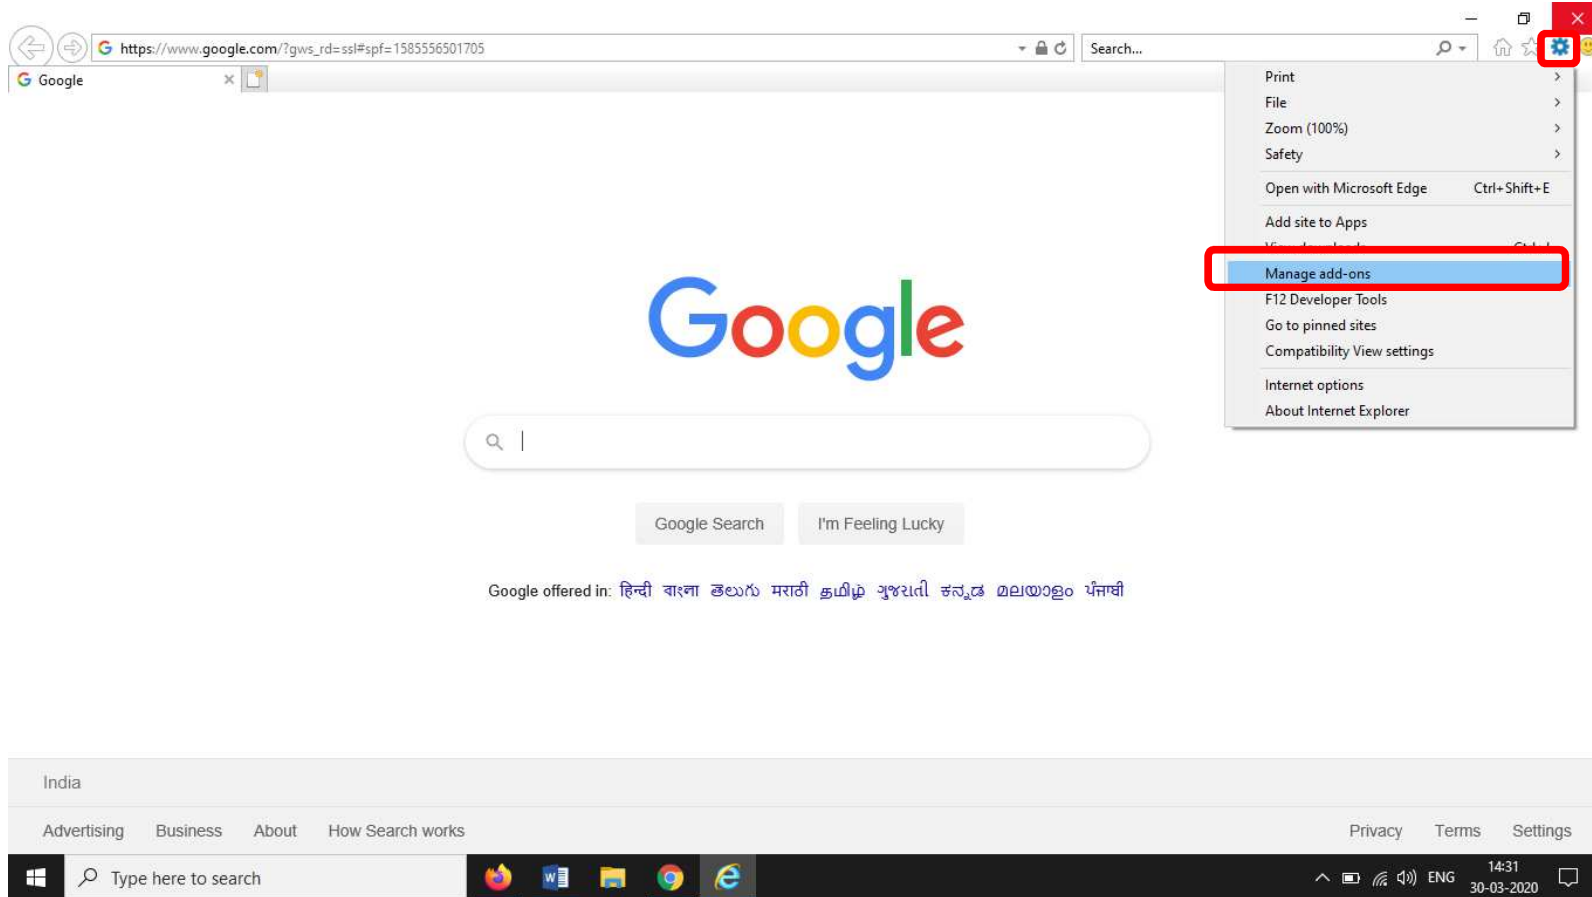 https://www.google.com/?gws_rd=ssl#spf=1585556501705
Search...
Google
Print
File
Zoom (100%)
Safety
Open with Microsoft Edge Ctrl+Shift+E
Add site to Apps
Manage add-ons
F12 Developer Tools
Go to pinned sites
Compatibility View settings
Internet options
About Internet Explorer
Google
Google Search I'm Feeling Lucky
Google offered in: हिन्दी বাংলা తెలుగు मराठी தமிழ் ગુજરાતી ಕನ್ನಡ മലയാളം ਪੰਜਾਬੀ
India
Advertising Business About How Search works Privacy Terms Settings
Type here to search
ENG
14:31
30-03-2020